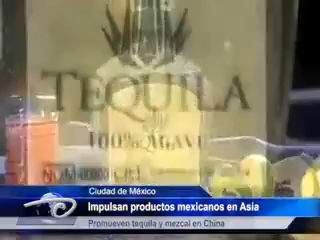 TEQUILA
100% AGAVE
Ciudad de México
Impulsan productos mexicanos en Asia
Promueven tequila y mezcal en China